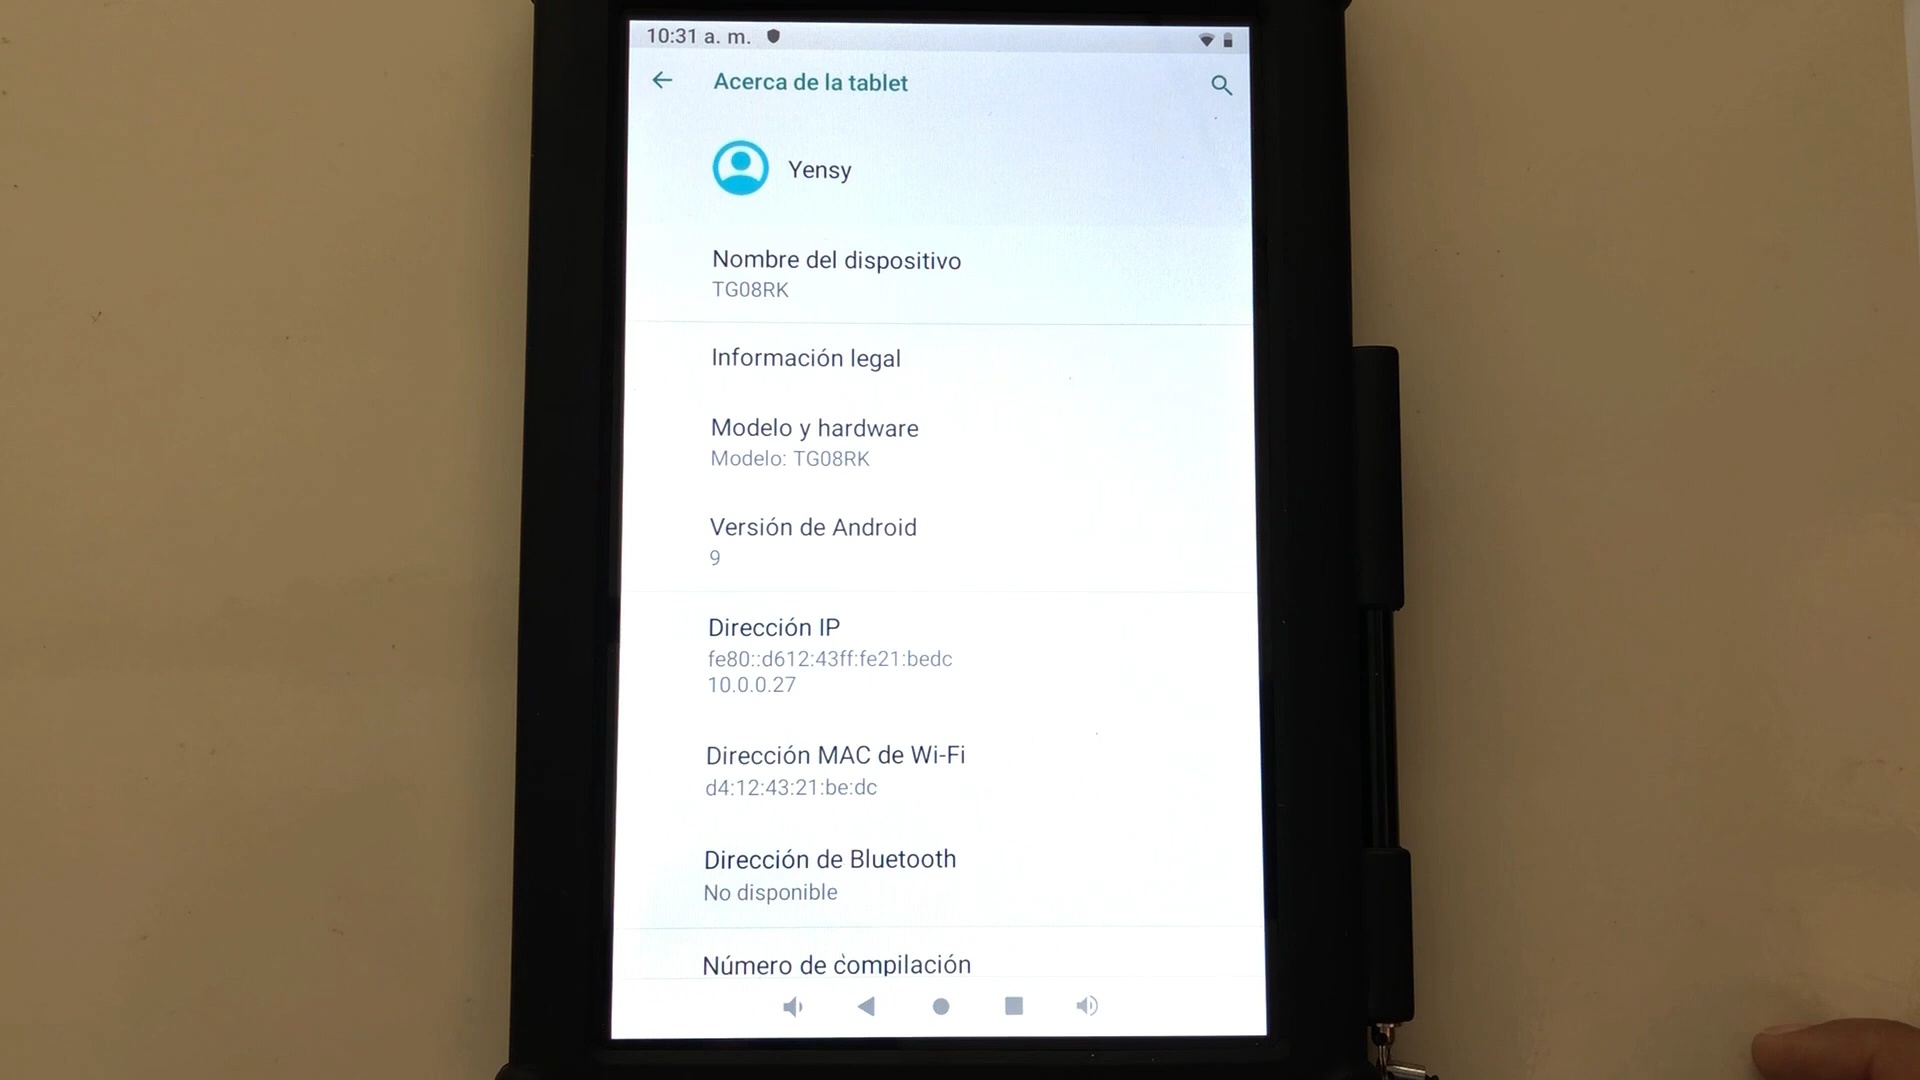 10:31 a. m.
Acerca de la tablet
Yensy
Nombre del dispositivo
TG08RK
Información legal
Modelo y hardware
Modelo: TG08RK
Versión de Android
9
Dirección IP
fe80::d612:43ff:fe21:bedc
10.0.0.27
Dirección MAC de Wi-Fi
d4:12:43:21:be:dc
Dirección de Bluetooth
No disponible
Número de compilación